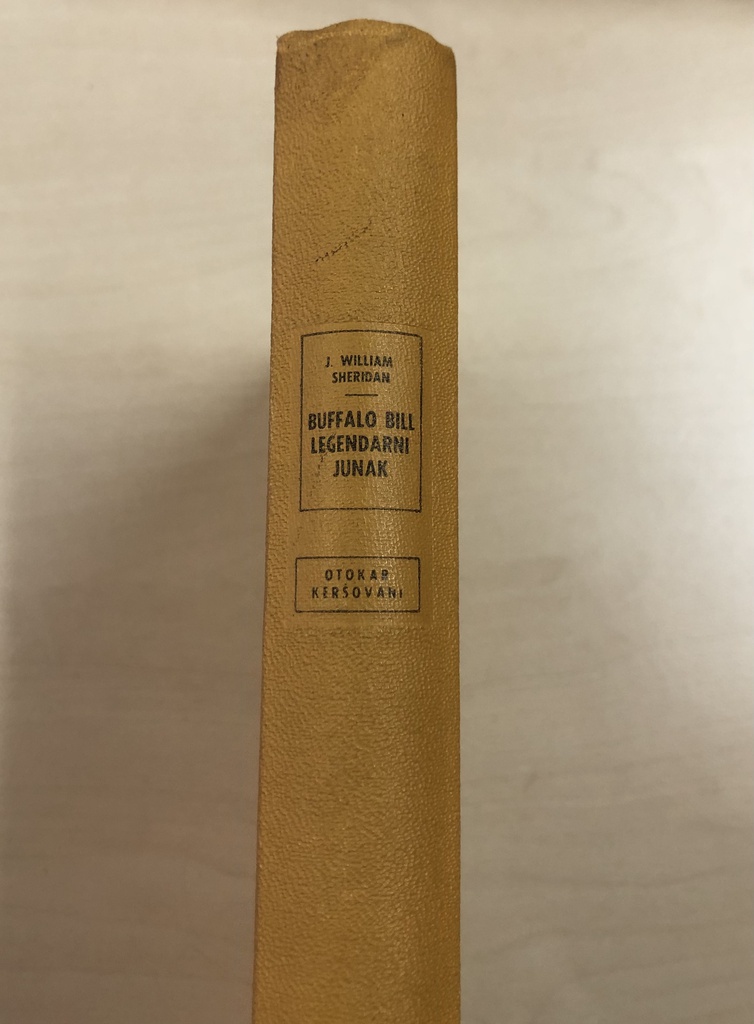 J. WILLIAM
SHERIDAN
BUFFALO BILL
LEGENDARNI
JUNAK
OTOKAR
KERŠOVANI